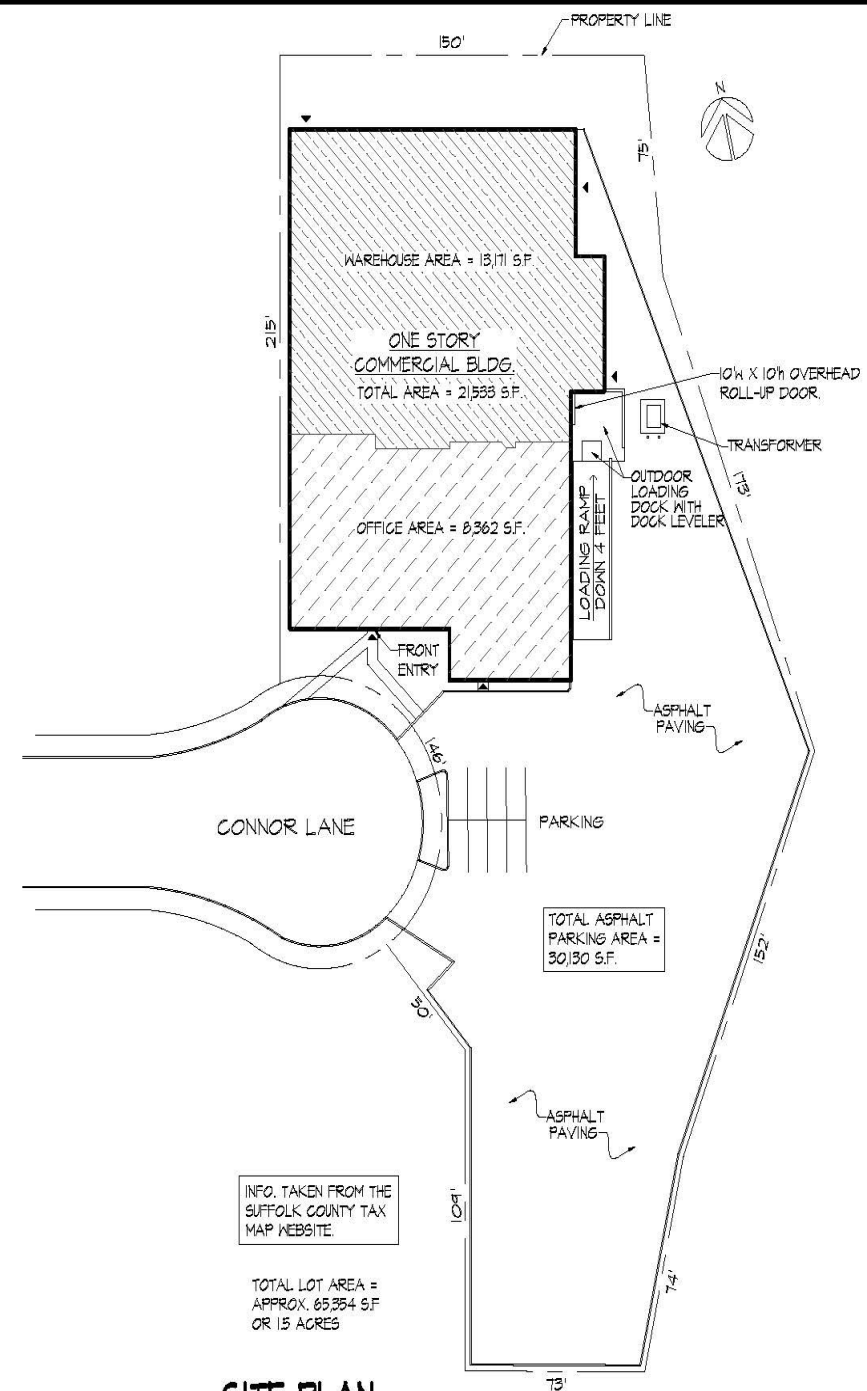 PROPERTY LINE
150'
N
75'
WAREHOUSE AREA = 13,171 S.F.
215'
ONE STORY
COMMERCIAL BLDG.
TOTAL AREA = 21,533 S.F.
10'w X 10'h OVERHEAD
ROLL-UP DOOR.
TRANSFORMER
173'
OUTDOOR
LOADING
DOCK WITH
DOCK LEVELER
LOADING RAMP
DOWN 4 FEET
OFFICE AREA = 8,362 S.F.
FRONT
ENTRY
ASPHALT
PAVING
146'
CONNOR LANE
PARKING
TOTAL ASPHALT
PARKING AREA =
30,130 S.F.
152'
50'
ASPHALT
PAVING
109'
INFO. TAKEN FROM THE
SUFFOLK COUNTY TAX
MAP WEBSITE.
TOTAL LOT AREA =
APPROX. 65,354 S.F
OR 1.5 ACRES
74'
73'
SITE PLAN